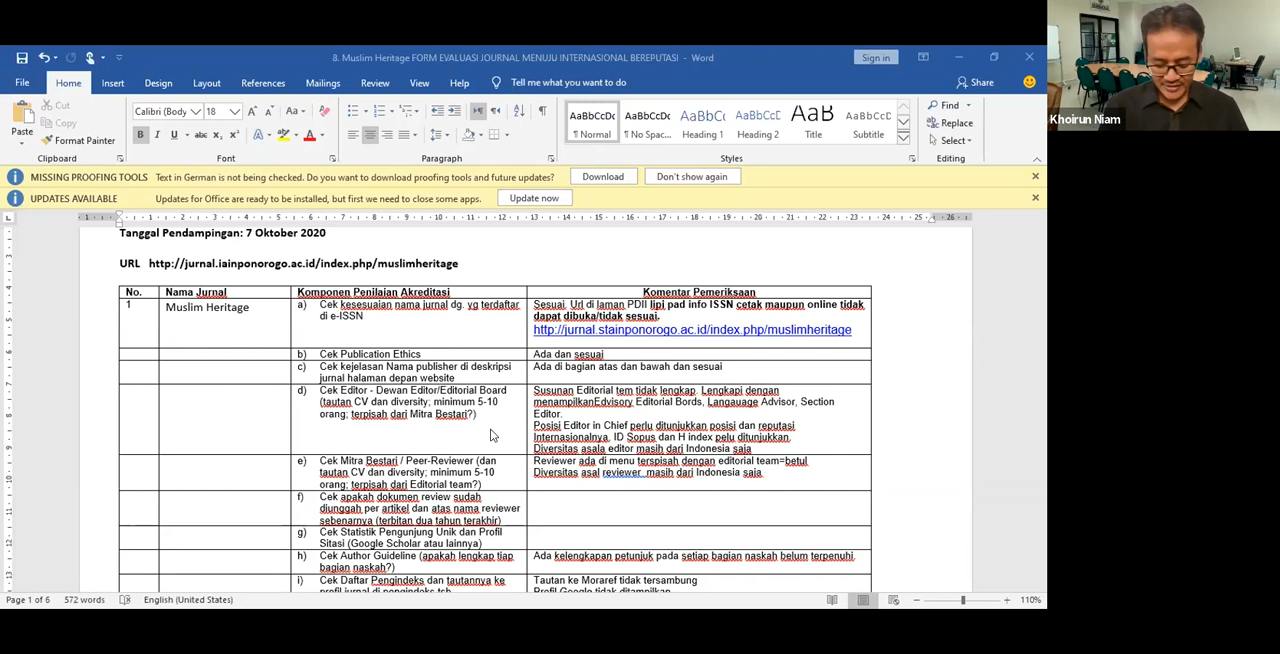 8. Muslim Heritage FORM EVALUASI JOURNAL MENUJU INTERNASIONAL BEREPUTASI - Word
Sign in
File Home Insert Design Layout References Mailings Review View Help Tell me what you want to do
Share
Paste
Cut
Copy
Format Painter
Clipboard
Calibri (Body) 18
Font
Paragraph
AaBbCcDc AaBbCcDc AaBbCc AaBbCcD AaB AaBbCcD
¶ Normal ¶ No Spac... Heading 1 Heading 2 Title Subtitle
Styles
Find
Replace
Select
Editing
Khoirun Niam
MISSING PROOFING TOOLS Text in German is not being checked. Do you want to download proofing tools and future updates? Download Don't show again
UPDATES AVAILABLE Updates for Office are ready to be installed, but first we need to close some apps. Update now
Tanggal Pendampingan: 7 Oktober 2020
URL http://jurnal.iainponorogo.ac.id/index.php/muslimheritage
No. Nama Jurnal Komponen Penilaian Akreditasi Komentar Pemeriksaan
1 Muslim Heritage
a) Cek kesesuaian nama jurnal dg. yg terdaftar
di e-ISSN
Sesuai, Url di laman PDII lipi pad info ISSN cetak maupun online tidak
dapat dibuka/tidak sesuai.
http://jurnal.stainponorogo.ac.id/index.php/muslimheritage
b) Cek Publication Ethics
Ada dan sesuai
c) Cek kejelasan Nama publisher di deskripsi
jurnal halaman depan website
Ada di bagian atas dan bawah dan sesuai
d) Cek Editor - Dewan Editor/Editorial Board
(tautan CV dan diversity; minimum 5-10
orang; terpisah dari Mitra Bestari?)
Susunan Editorial tem tidak lengkap. Lengkapi dengan
menampilkanEdvisory Editorial Bords, Langauage Advisor, Section
Editor.
Posisi Editor in Chief perlu ditunjukkan posisi dan reputasi
Internasionalnya, ID Sopus dan H index pelu ditunjukkan.
Diversitas asala editor masih dari Indonesia saja
e) Cek Mitra Bestari / Peer-Reviewer (dan
tautan CV dan diversity; minimum 5-10
orang; terpisah dari Editorial team?)
Reviewer ada di menu terspisah dengan editorial team=betul
Diversitas asal reviewer masih dari Indonesia saja
f) Cek apakah dokumen review sudah
diunggah per artikel dan atas nama reviewer
sebenarnya (terbitan dua tahun terakhir)
g) Cek Statistik Pengunjung Unik dan Profil
Sitasi (Google Scholar atau lainnya)
h) Cek Author Guideline (apakah lengkap tiap
bagian naskah?)
Ada kelengkapan petunjuk pada setiap bagian naskah belum terpenuhi.
i) Cek Daftar Pengindeks dan tautannya ke
profil jurnal di pengindeks tsb
Tautan ke Moraref tidak tersambung
Profil Google tidak ditampilkan
Page 1 of 6 572 words English (United States) 110%